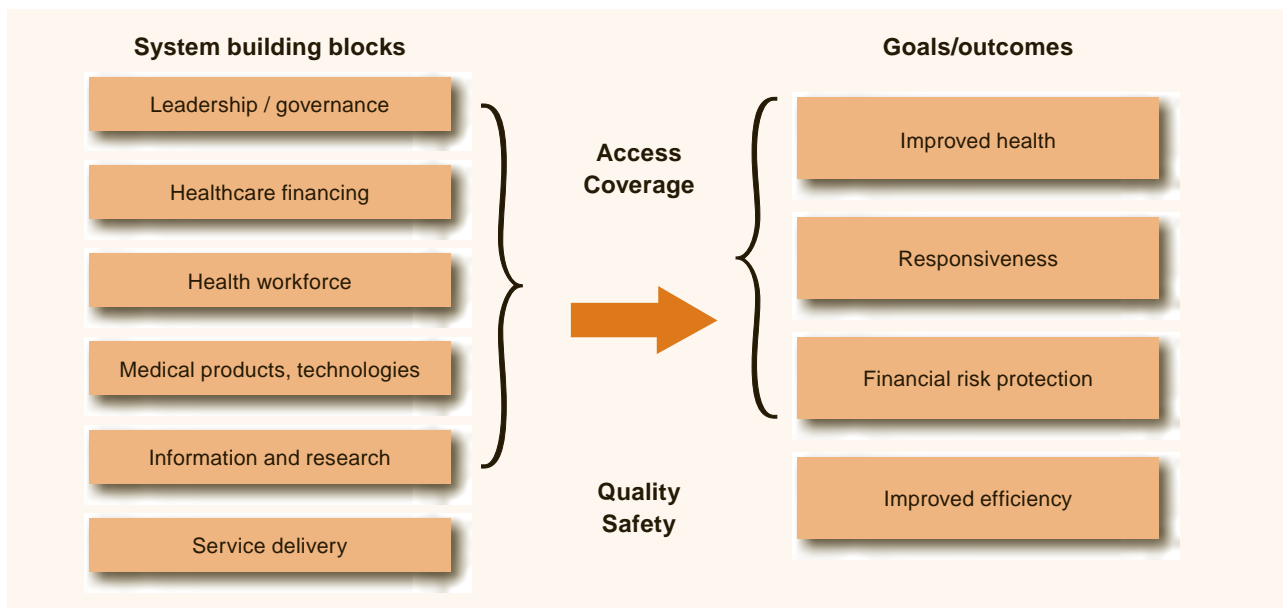 System building blocks
Leadership / governance
Healthcare financing
Health workforce
Medical products, technologies
Information and research
Service delivery
Access
Coverage
Quality
Safety
Goals/outcomes
Improved health
Responsiveness
Financial risk protection
Improved efficiency